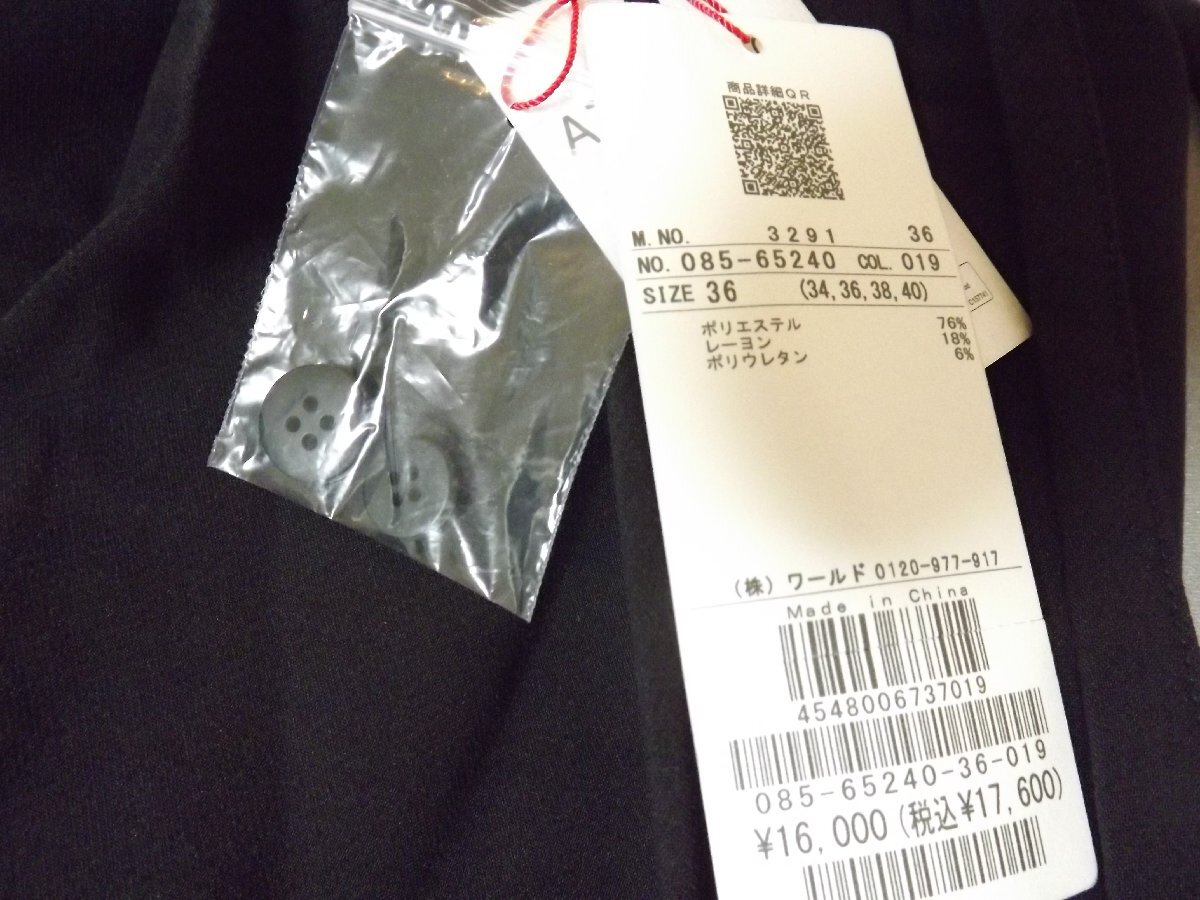 A
商品詳細QR
M.NO. 3291 36
NO. 085-65240 COL. 019
SIZE 36 (34,36,38,40)
ポリエステル 76%
レーヨン 18%
ポリウレタン 6%
(株) ワールド 0120-977-917
Made in China
4548006737019
085-65240-36-019
¥16,000 (税込¥17,600)